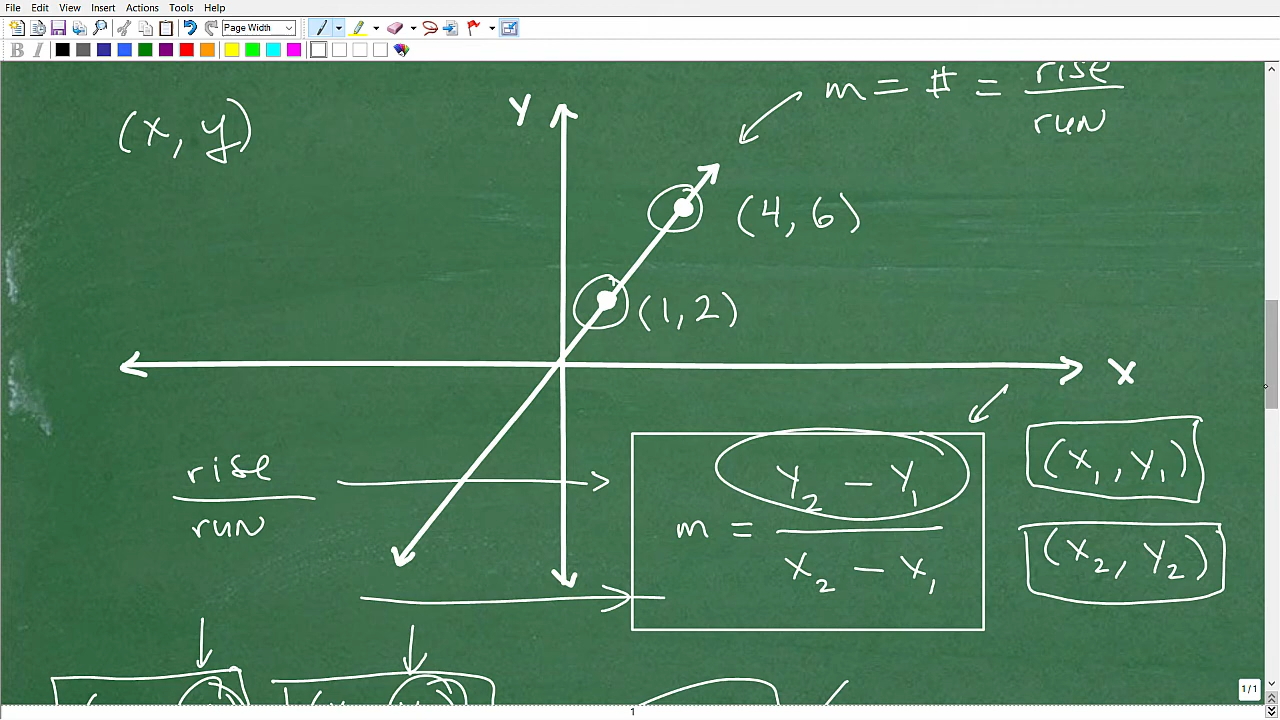 File Edit View Insert Actions Tools Help
Page Width
B I
m = # = rise
run
(x, y)
Y
(4, 6)
(1, 2)
X
rise
run
m = Y₂ − Y₁
X₂ − X₁
(X₁, Y₁)
(X₂, Y₂)
1/1
1